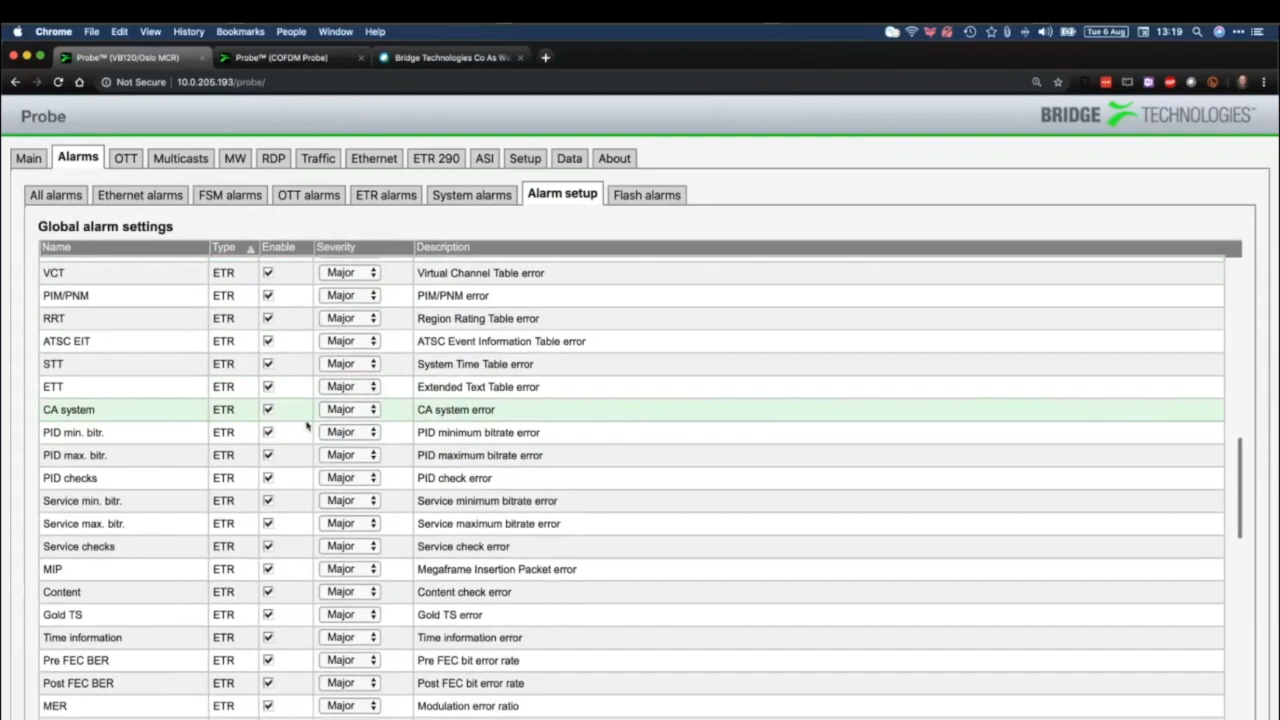 Chrome File Edit View History Bookmarks People Window Help Tue 6 Aug 13:19
Probe™ (VB120/Oslo MCR) Probe™ (COFDM Probe) Bridge Technologies Co As W
Not Secure 10.0.205.193/probe/
Probe BRIDGE TECHNOLOGIES™
Main Alarms OTT Multicasts MW RDP Traffic Ethernet ETR 290 ASI Setup Data About
All alarms Ethernet alarms FSM alarms OTT alarms ETR alarms System alarms Alarm setup Flash alarms
Global alarm settings
Name Type Enable Severity Description
VCT ETR Major Virtual Channel Table error
PIM/PNM ETR Major PIM/PNM error
RRT ETR Major Region Rating Table error
ATSC EIT ETR Major ATSC Event Information Table error
STT ETR Major System Time Table error
ETT ETR Major Extended Text Table error
CA system ETR Major CA system error
PID min. bitr. ETR Major PID minimum bitrate error
PID max. bitr. ETR Major PID maximum bitrate error
PID checks ETR Major PID check error
Service min. bitr. ETR Major Service minimum bitrate error
Service max. bitr. ETR Major Service maximum bitrate error
Service checks ETR Major Service check error
MIP ETR Major Megaframe Insertion Packet error
Content ETR Major Content check error
Gold TS ETR Major Gold TS error
Time information ETR Major Time information error
Pre FEC BER ETR Major Pre FEC bit error rate
Post FEC BER ETR Major Post FEC bit error rate
MER ETR Major Modulation error ratio